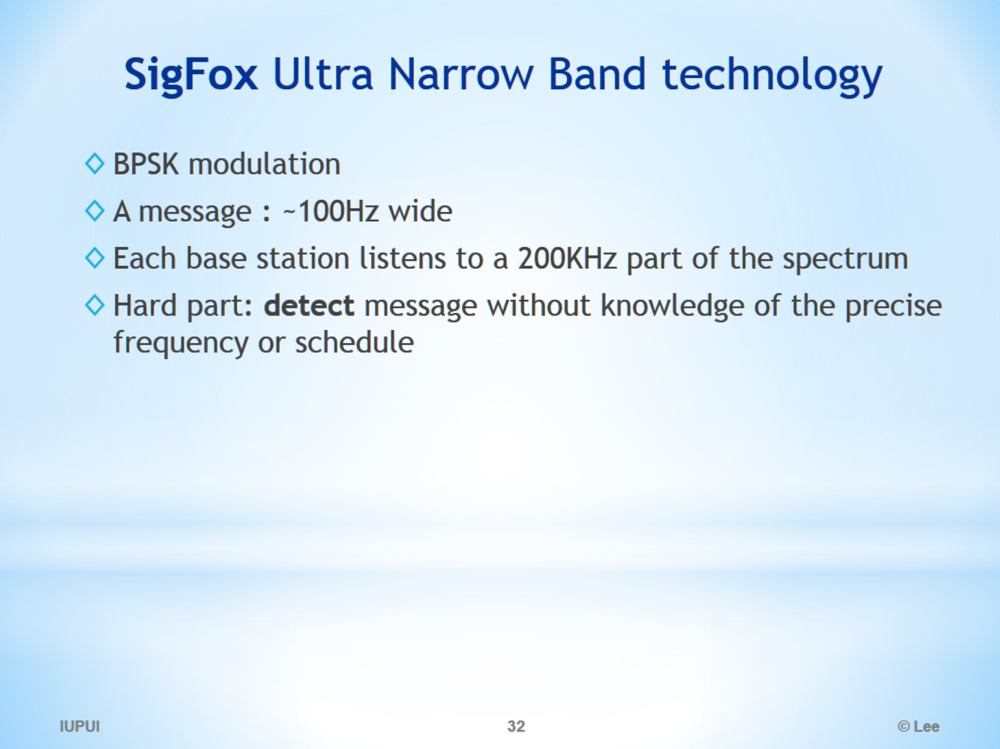 SigFox Ultra Narrow Band technology
BPSK modulation
A message : ~100Hz wide
Each base station listens to a 200KHz part of the spectrum
Hard part: detect message without knowledge of the precise
frequency or schedule
IUPUI
32
© Lee